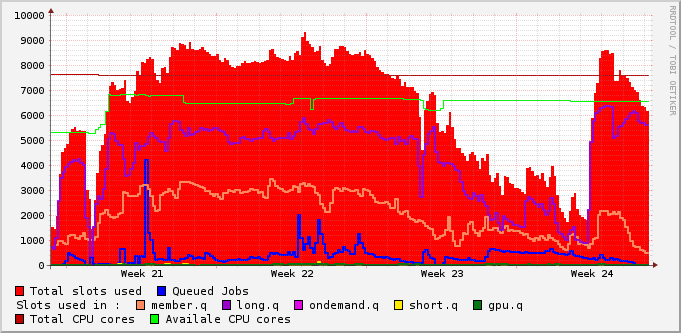 10000
9000
8000
7000
6000
5000
4000
3000
2000
1000
0
Week 21 Week 22 Week 23 Week 24
Total slots used Queued Jobs
Slots used in : member.q long.q ondemand.q short.q gpu.q
Total CPU cores Availale CPU cores
RRDTOOL / TOBI OETIKER